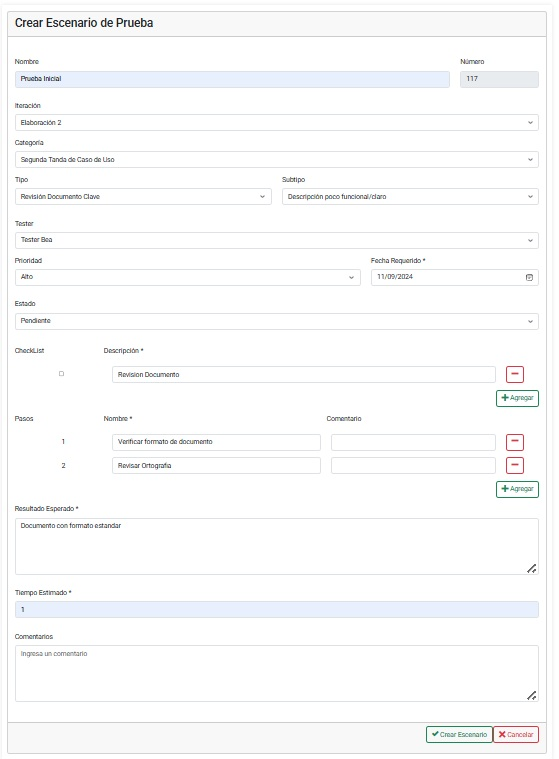 Crear Escenario de Prueba
Nombre Número
Prueba Inicial 117
Iteración
Elaboración 2
Categoría
Segunda Tanda de Caso de Uso
Tipo Subtipo
Revisión Documento Clave Descripción poco funcional/claro
Tester
Tester Bea
Prioridad Fecha Requerido *
Alto 11/09/2024
Estado
Pendiente
CheckList Descripción *
Revision Documento
Agregar
Pasos Nombre * Comentario
1 Verificar formato de documento
2 Revisar Ortografia
Agregar
Resultado Esperado *
Documento con formato estandar
Tiempo Estimado *
1
Comentarios
Ingresa un comentario
Crear Escenario Cancelar